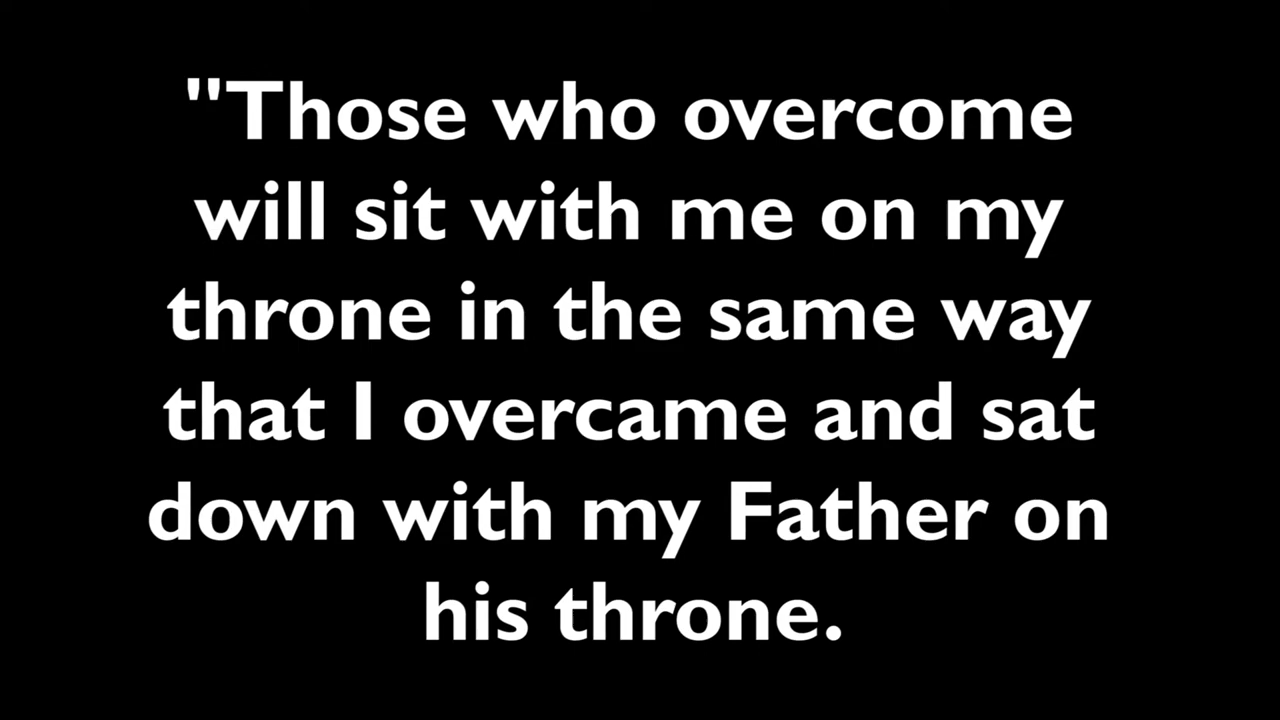 "Those who overcome
will sit with me on my
throne in the same way
that I overcame and sat
down with my Father on
his throne.